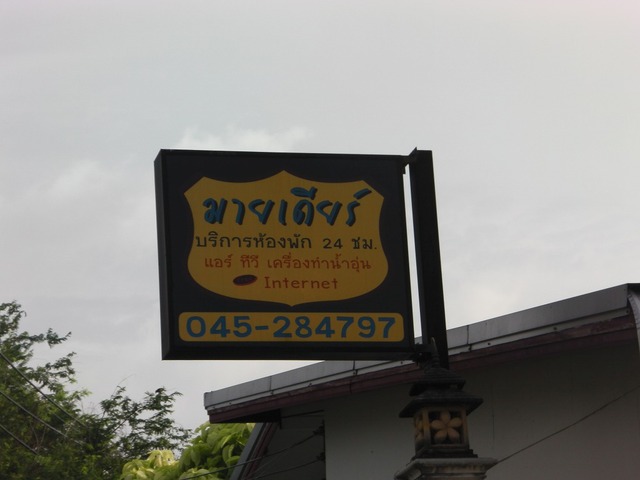 มายเดียร์
บริการห้องพัก 24 ชม.
แอร์ ทีวี เครื่องทำน้ำอุ่น
Internet
045-284797